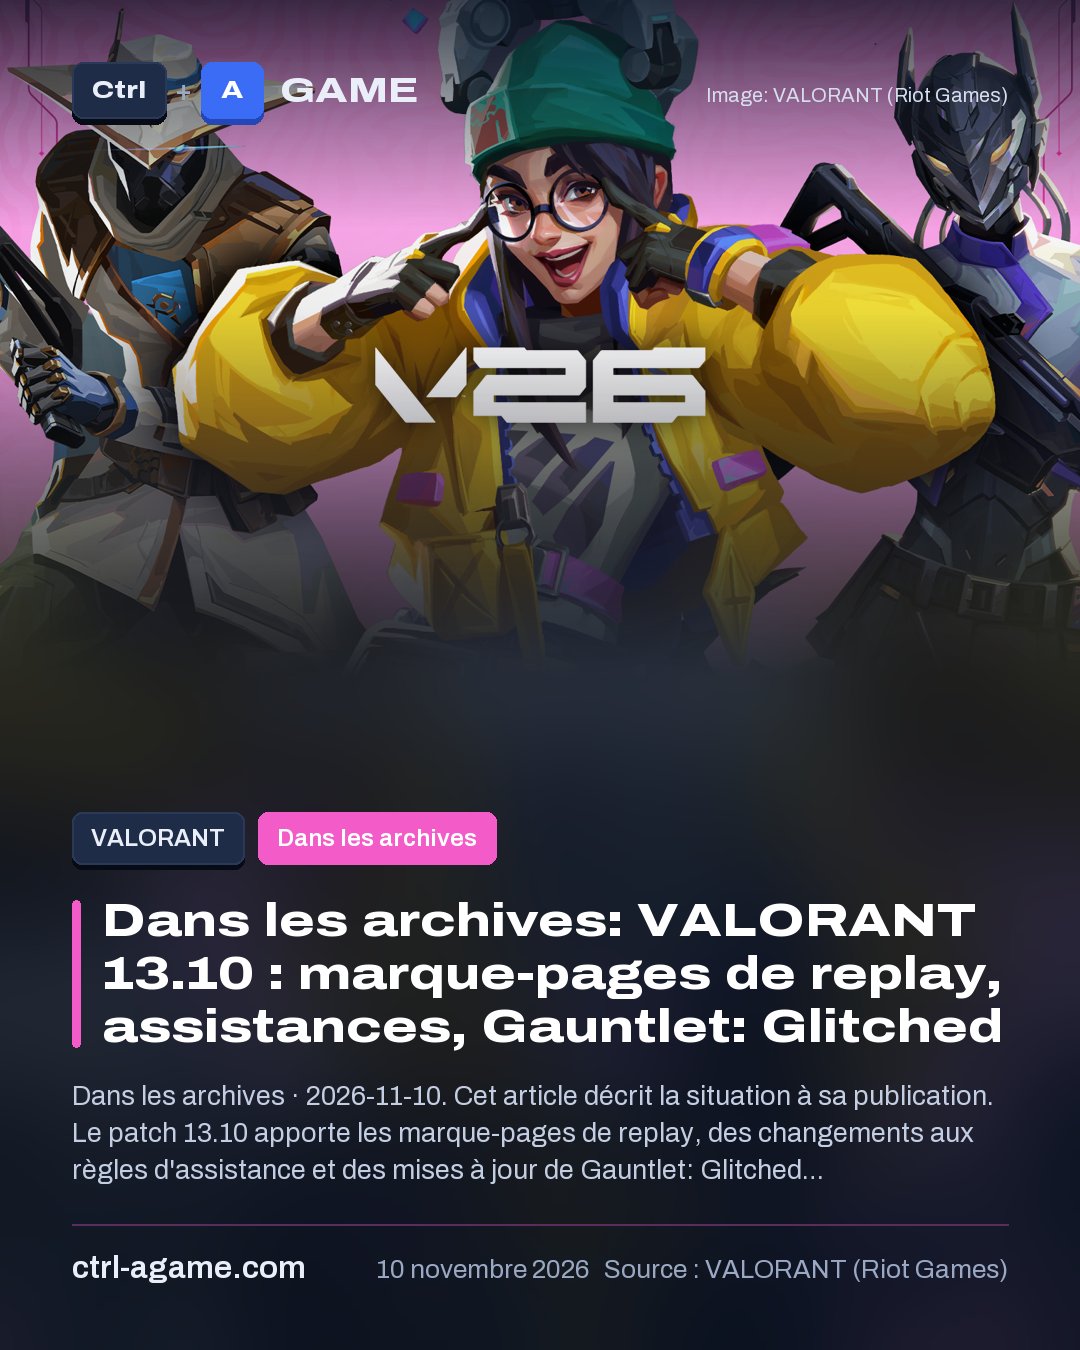 Ctrl + A GAME
Image: VALORANT (Riot Games)
V26
VALORANT
Dans les archives
Dans les archives: VALORANT
13.10 : marque-pages de replay,
assistances, Gauntlet: Glitched
Dans les archives · 2026-11-10. Cet article décrit la situation à sa publication.
Le patch 13.10 apporte les marque-pages de replay, des changements aux
règles d'assistance et des mises à jour de Gauntlet: Glitched...
ctrl-agame.com
10 novembre 2026 Source : VALORANT (Riot Games)